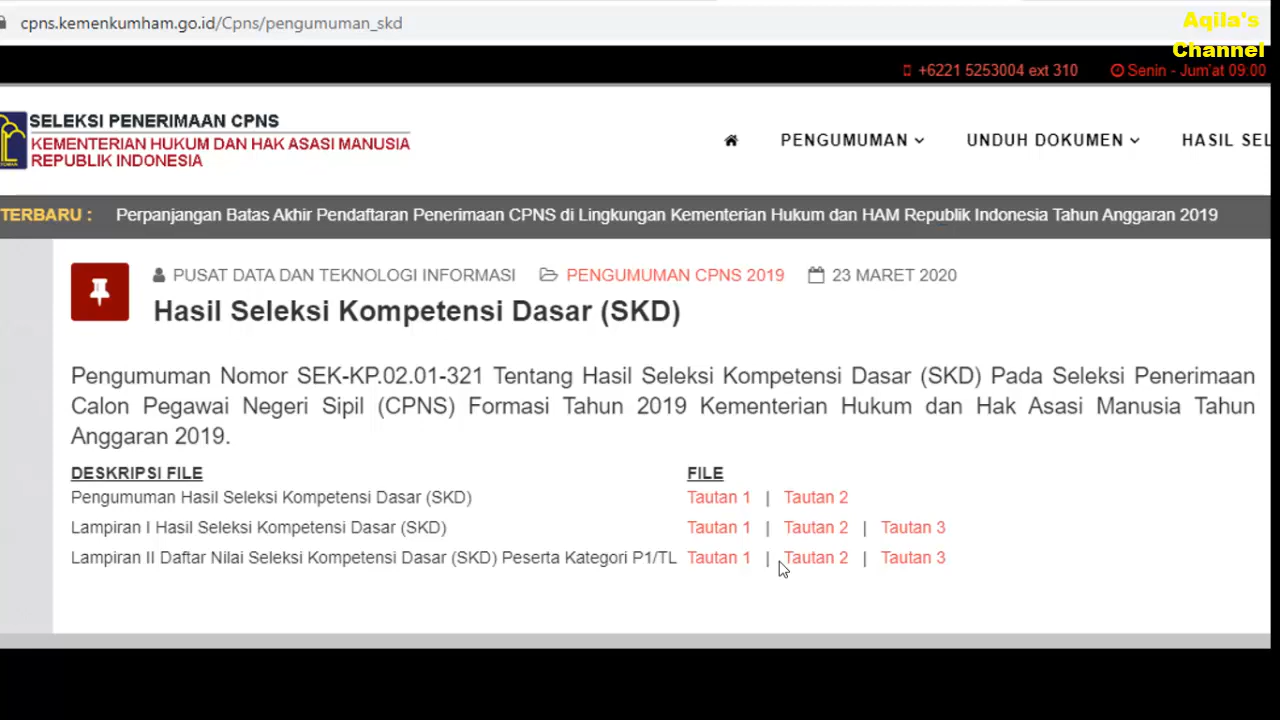 cpns.kemenkumham.go.id/Cpns/pengumuman_skd
Aqila's
Channel
+6221 5253004 ext 310 Senin - Jum'at 09:00
SELEKSI PENERIMAAN CPNS
KEMENTERIAN HUKUM DAN HAK ASASI MANUSIA
REPUBLIK INDONESIA
PENGUMUMAN UNDUH DOKUMEN HASIL SEL
TERBARU : Perpanjangan Batas Akhir Pendaftaran Penerimaan CPNS di Lingkungan Kementerian Hukum dan HAM Republik Indonesia Tahun Anggaran 2019
PUSAT DATA DAN TEKNOLOGI INFORMASI PENGUMUMAN CPNS 2019 23 MARET 2020
Hasil Seleksi Kompetensi Dasar (SKD)
Pengumuman Nomor SEK-KP.02.01-321 Tentang Hasil Seleksi Kompetensi Dasar (SKD) Pada Seleksi Penerimaan
Calon Pegawai Negeri Sipil (CPNS) Formasi Tahun 2019 Kementerian Hukum dan Hak Asasi Manusia Tahun
Anggaran 2019.
DESKRIPSI FILE FILE
Pengumuman Hasil Seleksi Kompetensi Dasar (SKD) Tautan 1 | Tautan 2
Lampiran I Hasil Seleksi Kompetensi Dasar (SKD) Tautan 1 | Tautan 2 | Tautan 3
Lampiran II Daftar Nilai Seleksi Kompetensi Dasar (SKD) Peserta Kategori P1/TL Tautan 1 | Tautan 2 | Tautan 3